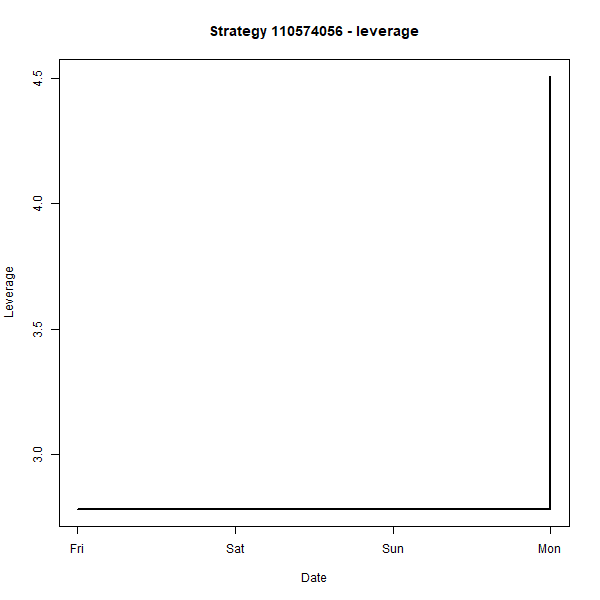 Strategy 110574056 - leverage
Leverage
4.5
4.0
3.5
3.0
Fri Sat Sun Mon
Date